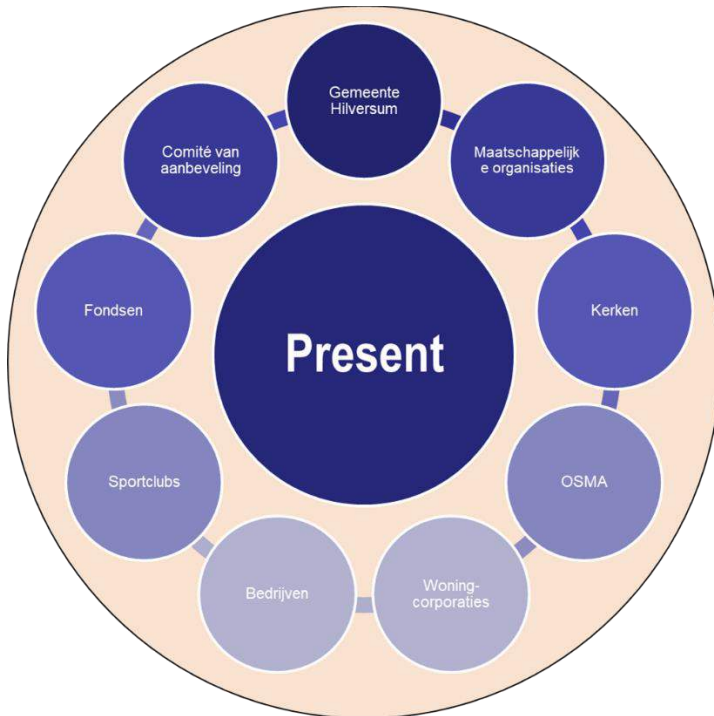 Gemeente
Hilversum
Maatschappelijk
e organisaties
Kerken
OSMA
Woning-
corporaties
Bedrijven
Sportclubs
Fondsen
Comité van
aanbeveling
Present